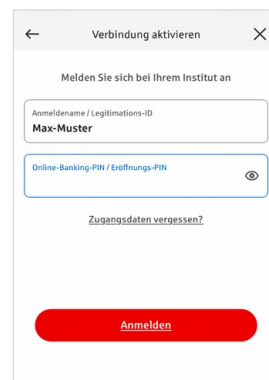 Verbindung aktivieren
Melden Sie sich bei Ihrem Institut an
Anmeldename / Legitimations-ID
Max-Muster
Online-Banking-PIN / Eröffnungs-PIN
Zugangsdaten vergessen?
Anmelden